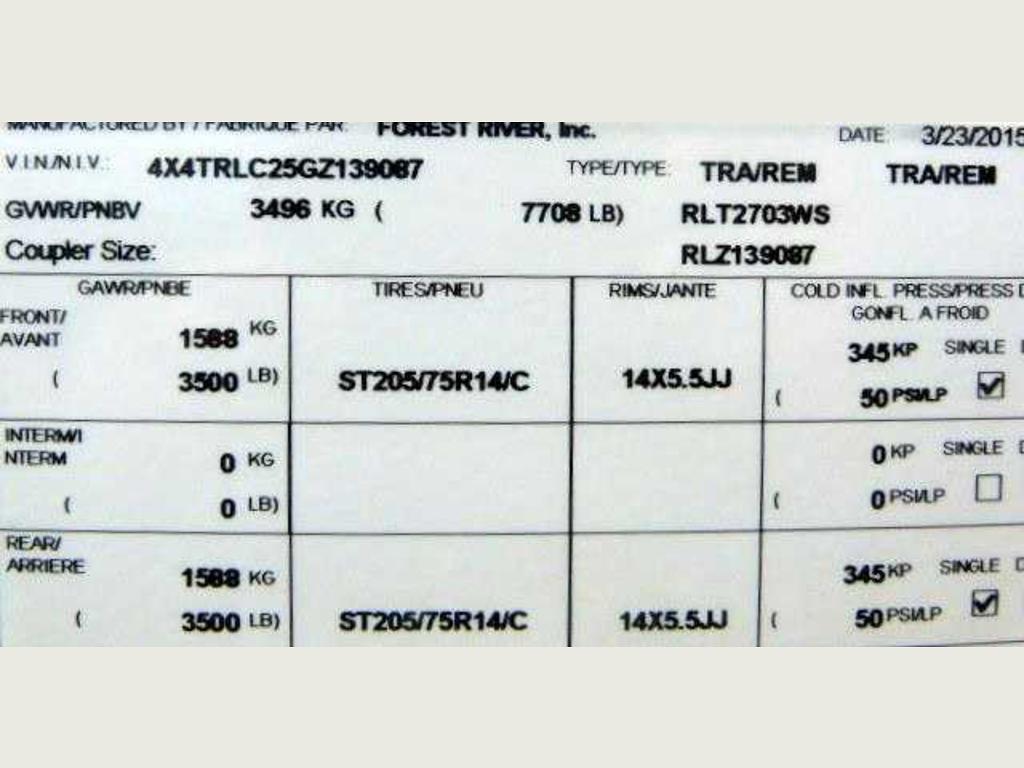 MANUFACTURED BY / FABRIQUE PAR: FOREST RIVER, Inc.
DATE: 3/23/2015
V.I.N/N.I.V.: 4X4TRLC25GZ139087 TYPE/TYPE: TRA/REM TRA/REM
GVWR/PNBV 3496 KG ( 7708 LB) RLT2703WS
Coupler Size: RLZ139087
GAWR/PNBE TIRES/PNEU RIMS/JANTE COLD INFL. PRESS/PRESS D
GONFL. A FROID
FRONT/
AVANT 1588 KG 345 KP SINGLE D
( 3500 LB) ST205/75R14/C 14X5.5JJ ( 50 PSI/LP
INTERM/I
NTERM 0 KG 0 KP SINGLE D
( 0 LB) ( 0 PSI/LP
REAR/
ARRIERE 1588 KG 345 KP SINGLE D
( 3500 LB) ST205/75R14/C 14X5.5JJ ( 50 PSI/LP